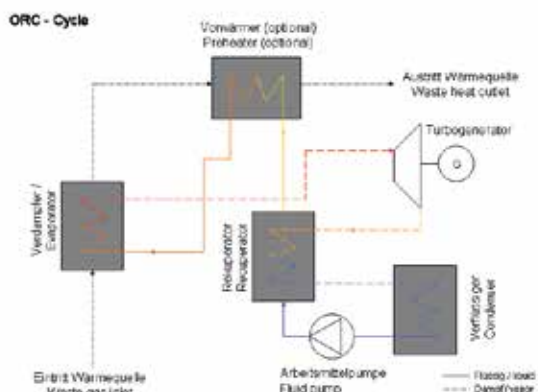 ORC - Cycle
Vorwärmer (optional)
Preheater (optional)
Austritt Wärmequelle
Waste heat outlet
Turbogenerator
G
Verdampfer /
Evaporator
Rekuperator
Recuperator
Verflüssiger
Condenser
Eintritt Wärmequelle
Waste gas inlet
Arbeitsmittelpumpe
Fluid pump
Flüssig / liquid
Dampf/vapor